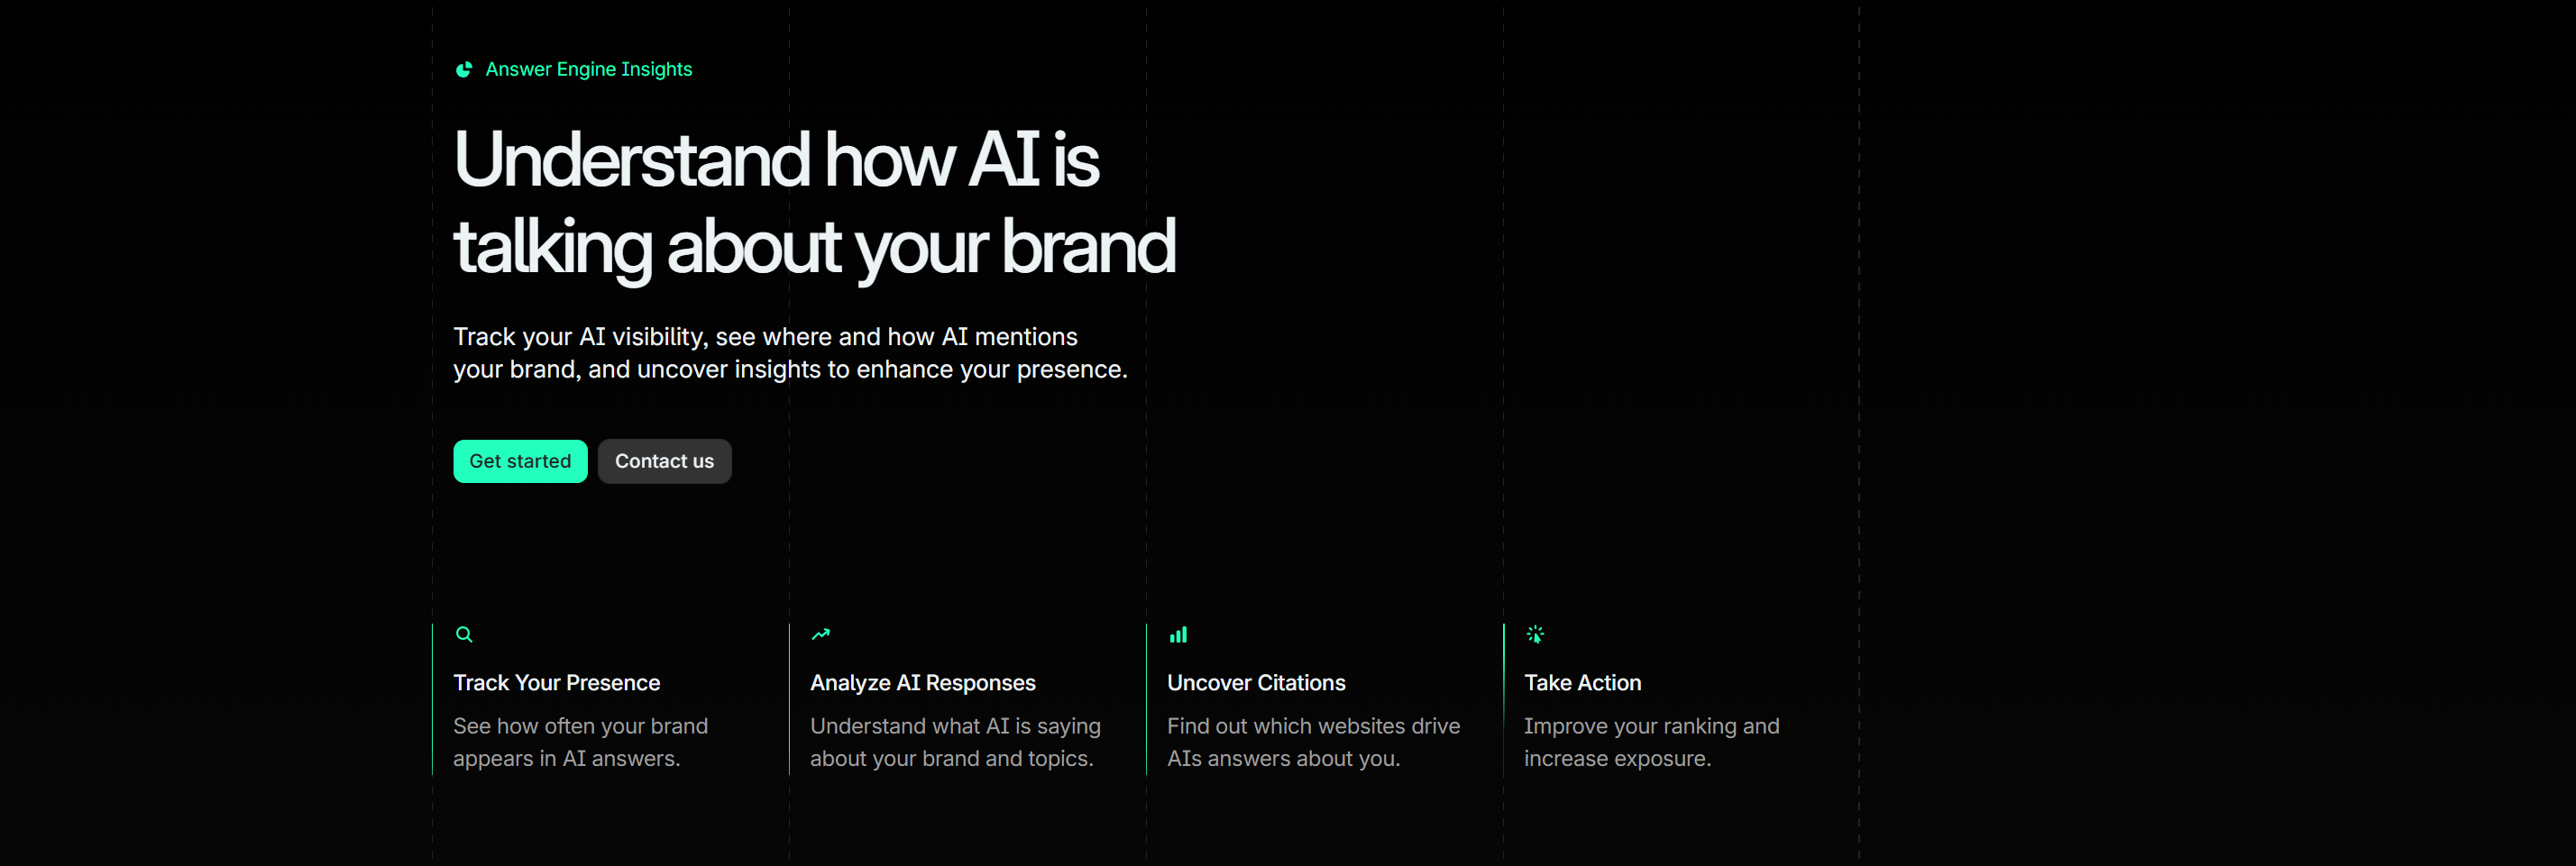 Answer Engine Insights
Understand how AI is
talking about your brand
Track your AI visibility, see where and how AI mentions
your brand, and uncover insights to enhance your presence.
Get started
Contact us
Track Your Presence
See how often your brand
appears in AI answers.
Analyze AI Responses
Understand what AI is saying
about your brand and topics.
Uncover Citations
Find out which websites drive
AIs answers about you.
Take Action
Improve your ranking and
increase exposure.